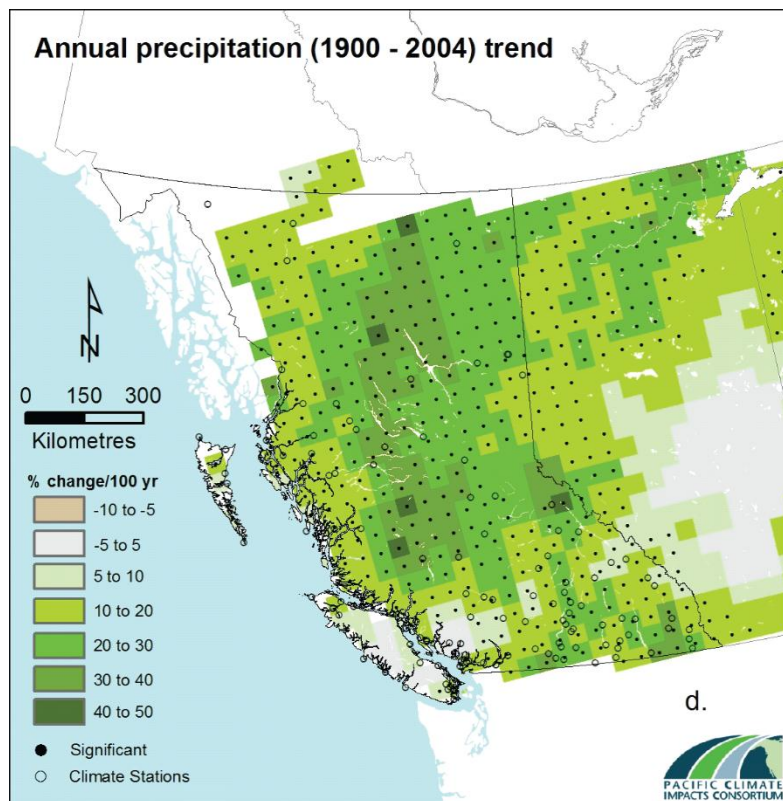 Annual precipitation (1900 - 2004) trend
N
0 150 300
Kilometres
% change/100 yr
-10 to -5
-5 to 5
5 to 10
10 to 20
20 to 30
30 to 40
40 to 50
Significant
Climate Stations
d.
PACIFIC CLIMATE
IMPACTS CONSORTIUM